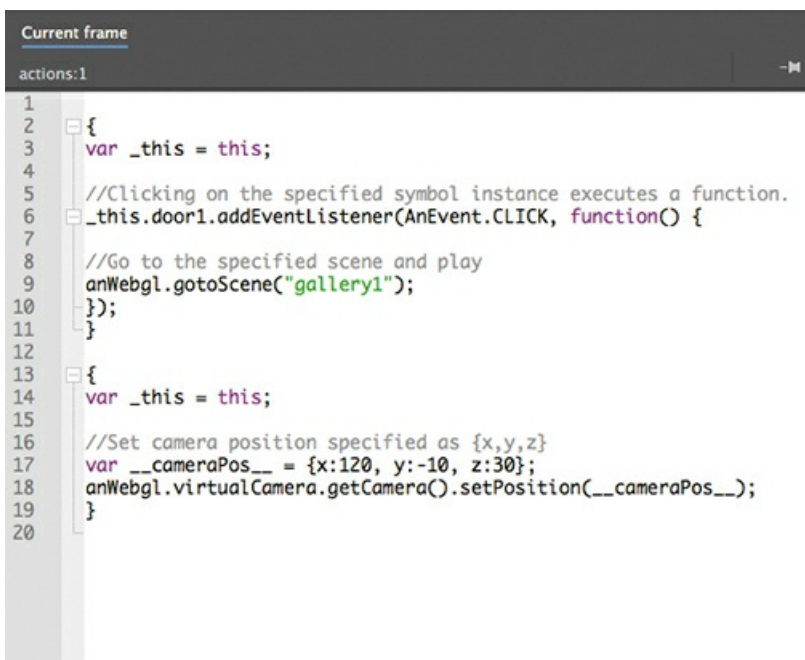 Current frame
actions:1
1
2 {
3 var _this = this;
4
5 //Clicking on the specified symbol instance executes a function.
6 _this.door1.addEventListener(AnEvent.CLICK, function() {
7
8 //Go to the specified scene and play
9 anWebgl.gotoScene("gallery1");
10 });
11 }
12
13 {
14 var _this = this;
15
16 //Set camera position specified as {x,y,z}
17 var __cameraPos__ = {x:120, y:-10, z:30};
18 anWebgl.virtualCamera.getCamera().setPosition(__cameraPos__);
19 }
20